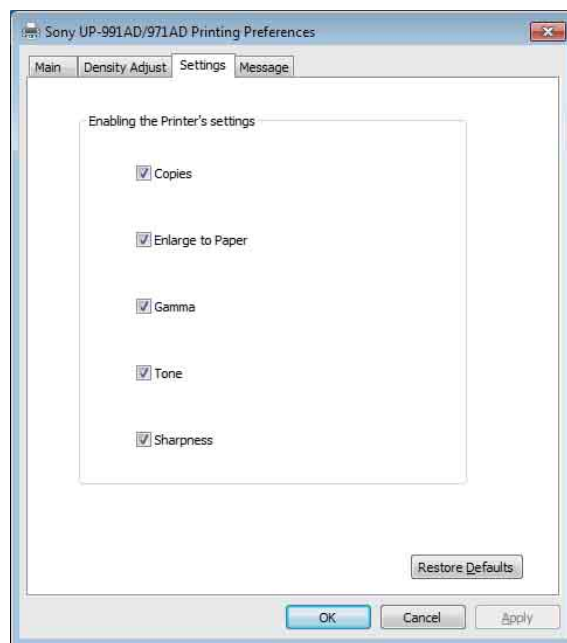 Sony UP-991AD/971AD Printing Preferences
Main Density Adjust Settings Message
Enabling the Printer's settings
Copies
Enlarge to Paper
Gamma
Tone
Sharpness
Restore Defaults
OK Cancel Apply